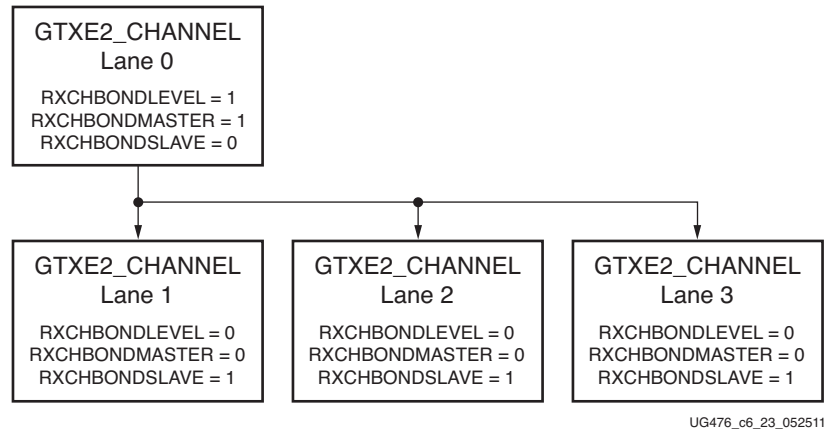 GTXE2_CHANNEL
Lane 0
RXCHBONDLEVEL = 1
RXCHBONDMASTER = 1
RXCHBONDSLAVE = 0
GTXE2_CHANNEL
Lane 1
RXCHBONDLEVEL = 0
RXCHBONDMASTER = 0
RXCHBONDSLAVE = 1
GTXE2_CHANNEL
Lane 2
RXCHBONDLEVEL = 0
RXCHBONDMASTER = 0
RXCHBONDSLAVE = 1
GTXE2_CHANNEL
Lane 3
RXCHBONDLEVEL = 0
RXCHBONDMASTER = 0
RXCHBONDSLAVE = 1
UG476_c6_23_052511